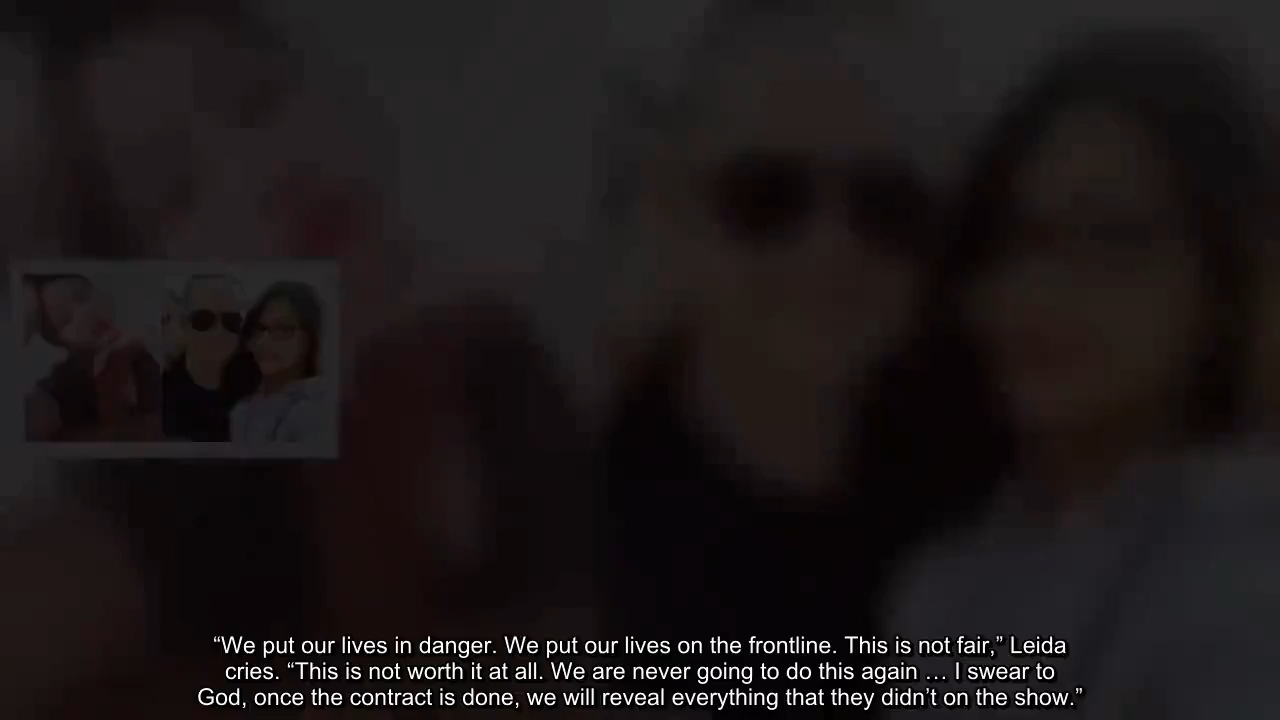 “We put our lives in danger. We put our lives on the frontline. This is not fair,” Leida
cries. “This is not worth it at all. We are never going to do this again … I swear to
God, once the contract is done, we will reveal everything that they didn’t on the show.”